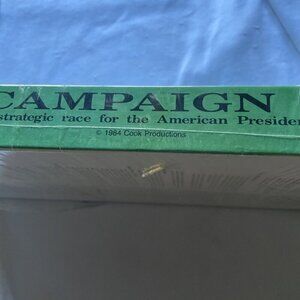 CAMPAIGN
strategic race for the American Presiden
© 1984 Cook Productions